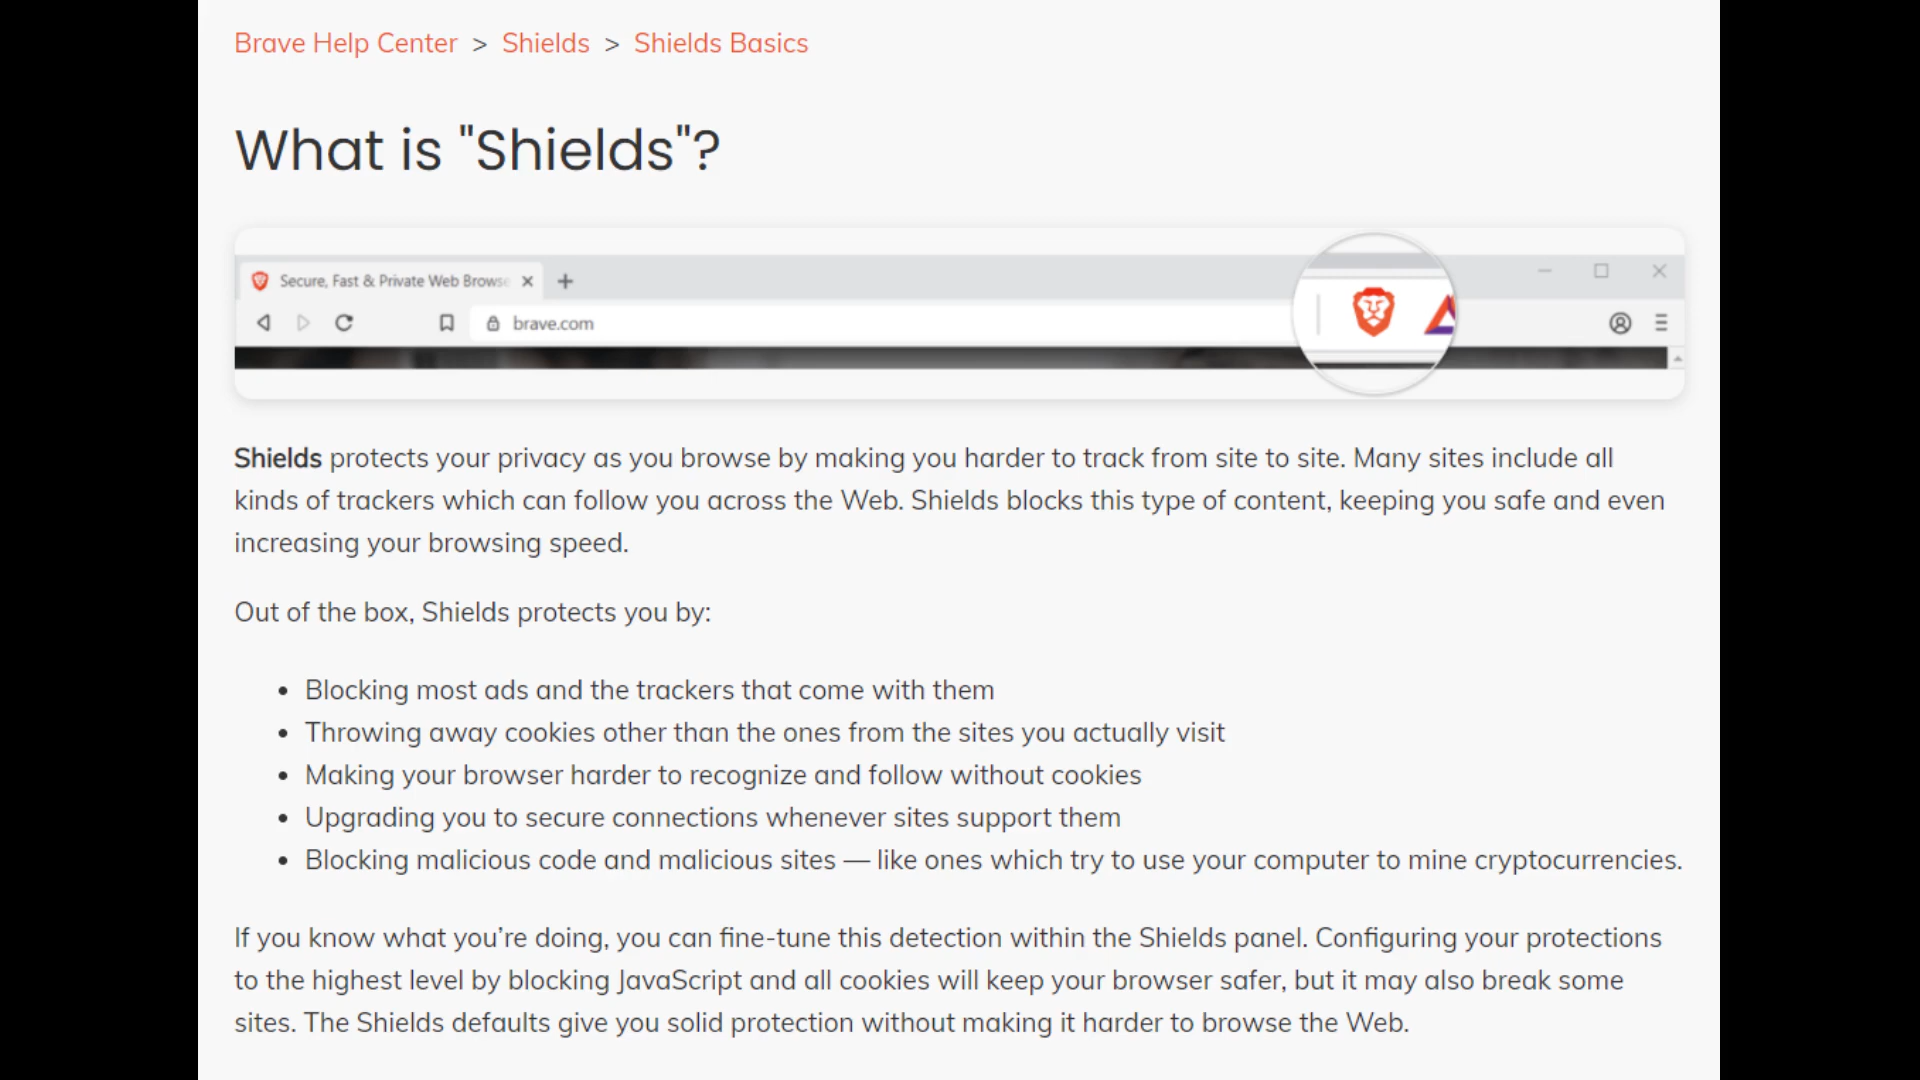 Brave Help Center > Shields > Shields Basics
What is "Shields"?
Secure, Fast & Private Web Browse
brave.com
Shields protects your privacy as you browse by making you harder to track from site to site. Many sites include all
kinds of trackers which can follow you across the Web. Shields blocks this type of content, keeping you safe and even
increasing your browsing speed.
Out of the box, Shields protects you by:
• Blocking most ads and the trackers that come with them
• Throwing away cookies other than the ones from the sites you actually visit
• Making your browser harder to recognize and follow without cookies
• Upgrading you to secure connections whenever sites support them
• Blocking malicious code and malicious sites — like ones which try to use your computer to mine cryptocurrencies.
If you know what you’re doing, you can fine-tune this detection within the Shields panel. Configuring your protections
to the highest level by blocking JavaScript and all cookies will keep your browser safer, but it may also break some
sites. The Shields defaults give you solid protection without making it harder to browse the Web.